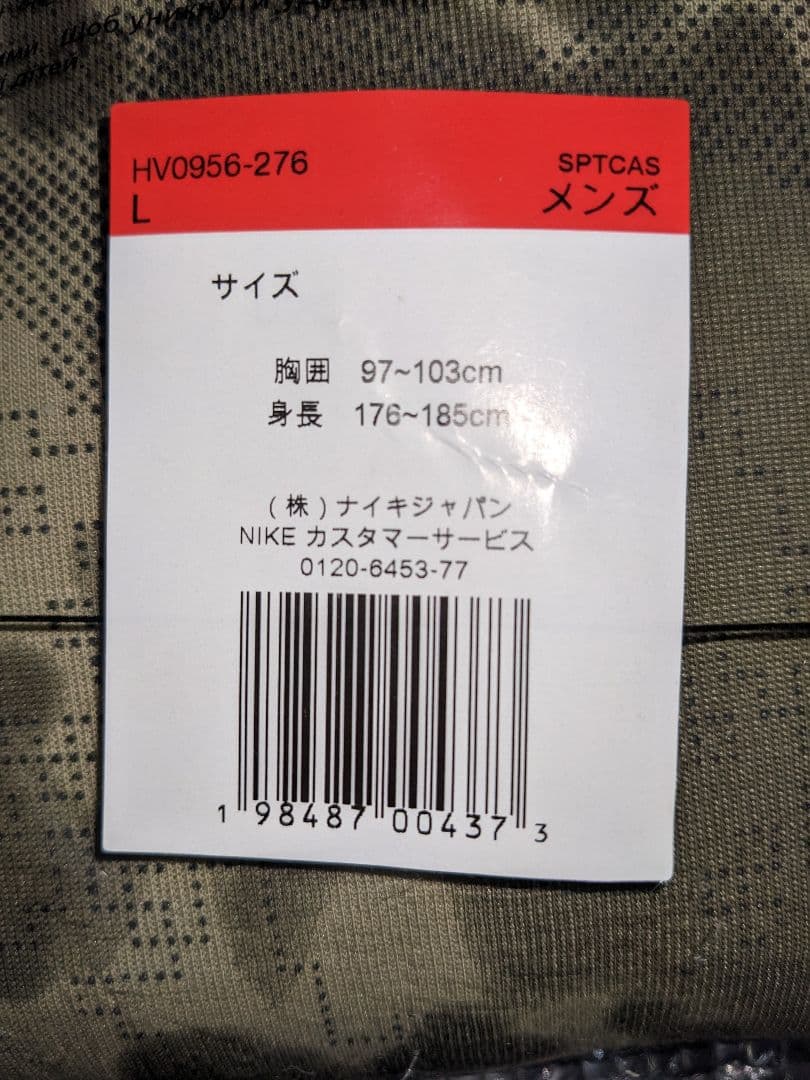 щоб уникнути
HV0956-276
SPTCAS
L
メンズ
サイズ
胸囲 97~103cm
身長 176~185cm
(株)ナイキジャパン
NIKE カスタマーサービス
0120-6453-77
1 98487 00437 3